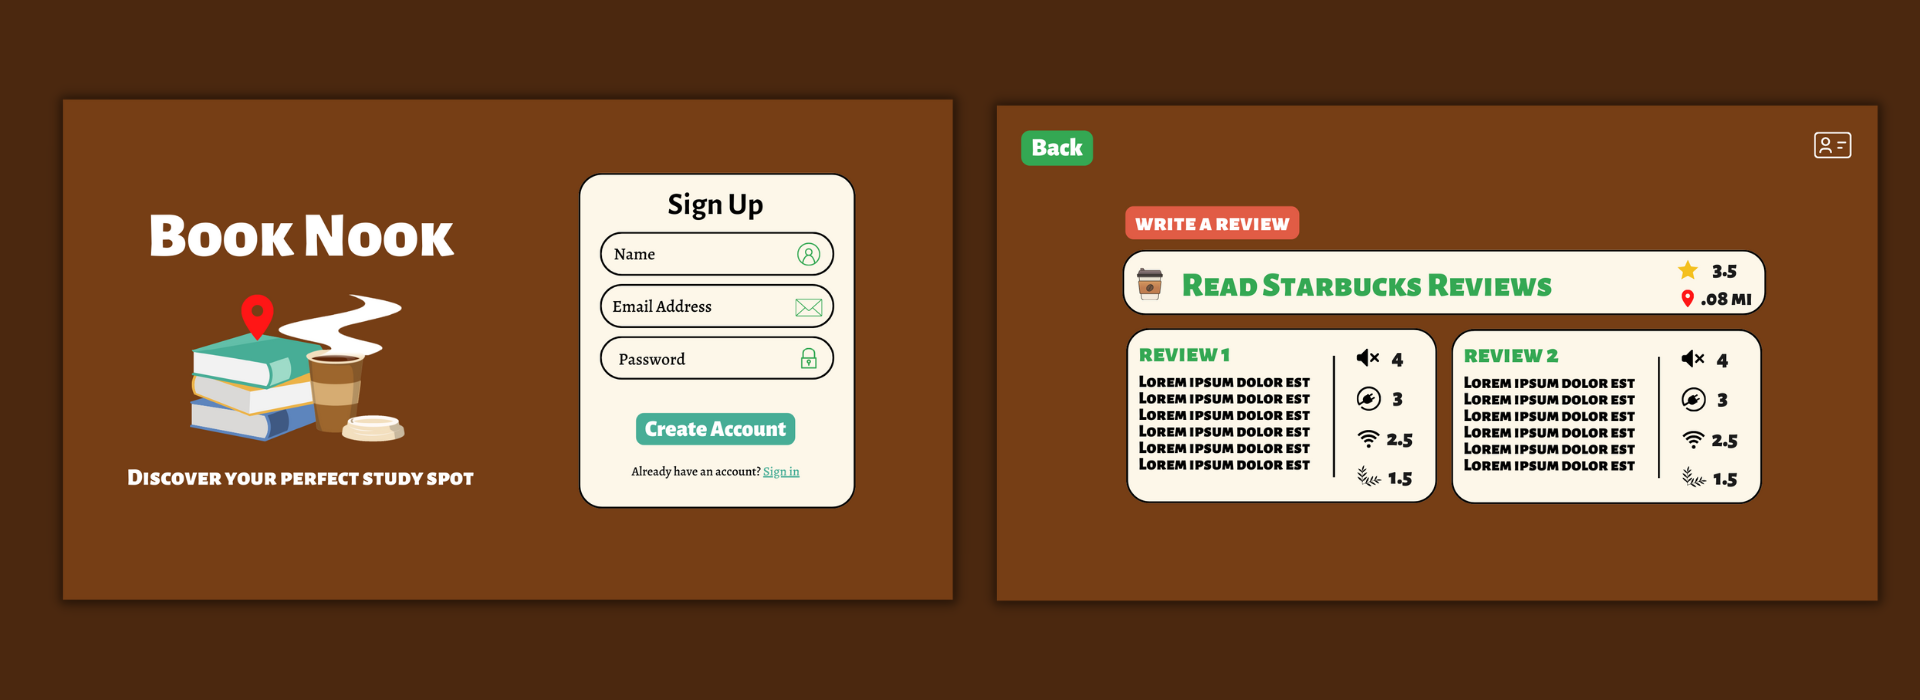 Book Nook
Discover your perfect study spot
Sign Up
Name
Email Address
Password
Create Account
Already have an account? Sign in
Back
WRITE A REVIEW
Read Starbucks Reviews
3.5
.08 MI
REVIEW 1
Lorem ipsum dolor est
Lorem ipsum dolor est
Lorem ipsum dolor est
Lorem ipsum dolor est
Lorem ipsum dolor est
Lorem ipsum dolor est
4
3
2.5
1.5
REVIEW 2
Lorem ipsum dolor est
Lorem ipsum dolor est
Lorem ipsum dolor est
Lorem ipsum dolor est
Lorem ipsum dolor est
Lorem ipsum dolor est
4
3
2.5
1.5